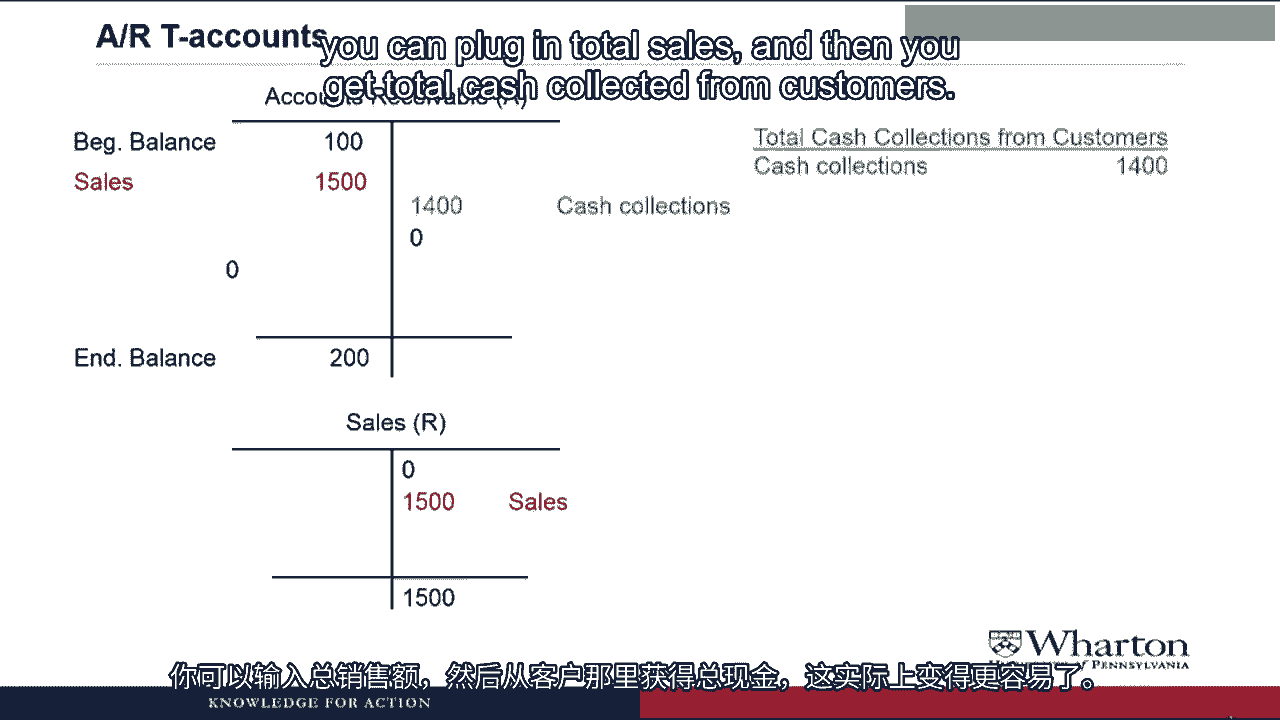 A/R T-accounts
you can plug in total sales, and then you
get total cash collected from customers.
Accounts Receivable (A)
Beg. Balance 100
Sales 1500
1400 Cash collections
0
0
End. Balance 200
Total Cash Collections from Customers
Cash collections 1400
Sales (R)
0
1500 Sales
1500
Wharton
UNIVERSITY of PENNSYLVANIA
你可以输入总销售额，然后从客户那里获得总现金，这实际上变得更容易了。
KNOWLEDGE FOR ACTION